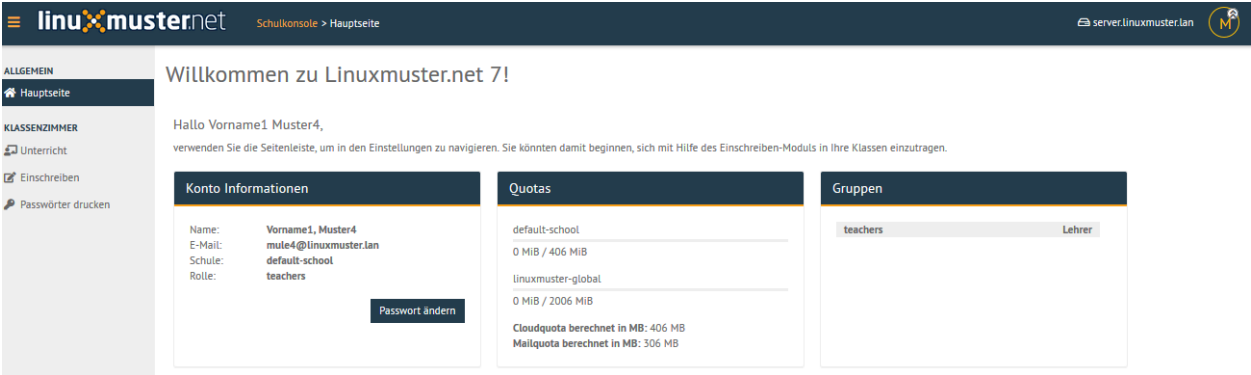 linuxmuster.net
Schulkonsole > Hauptseite
server.linuxmuster.lan
M
ALLGEMEIN
Hauptseite
KLASSENZIMMER
Unterricht
Einschreiben
Passwörter drucken
Willkommen zu Linuxmuster.net 7!
Hallo Vorname1 Muster4,
verwenden Sie die Seitenleiste, um in den Einstellungen zu navigieren. Sie könnten damit beginnen, sich mit Hilfe des Einschreiben-Moduls in Ihre Klassen einzutragen.
Konto Informationen
Name: Vorname1, Muster4
E-Mail: mule4@linuxmuster.lan
Schule: default-school
Rolle: teachers
Passwort ändern
Quotas
default-school
0 MiB / 406 MiB
linuxmuster-global
0 MiB / 2006 MiB
Cloudquota berechnet in MB: 406 MB
Mailquota berechnet in MB: 306 MB
Gruppen
teachers Lehrer